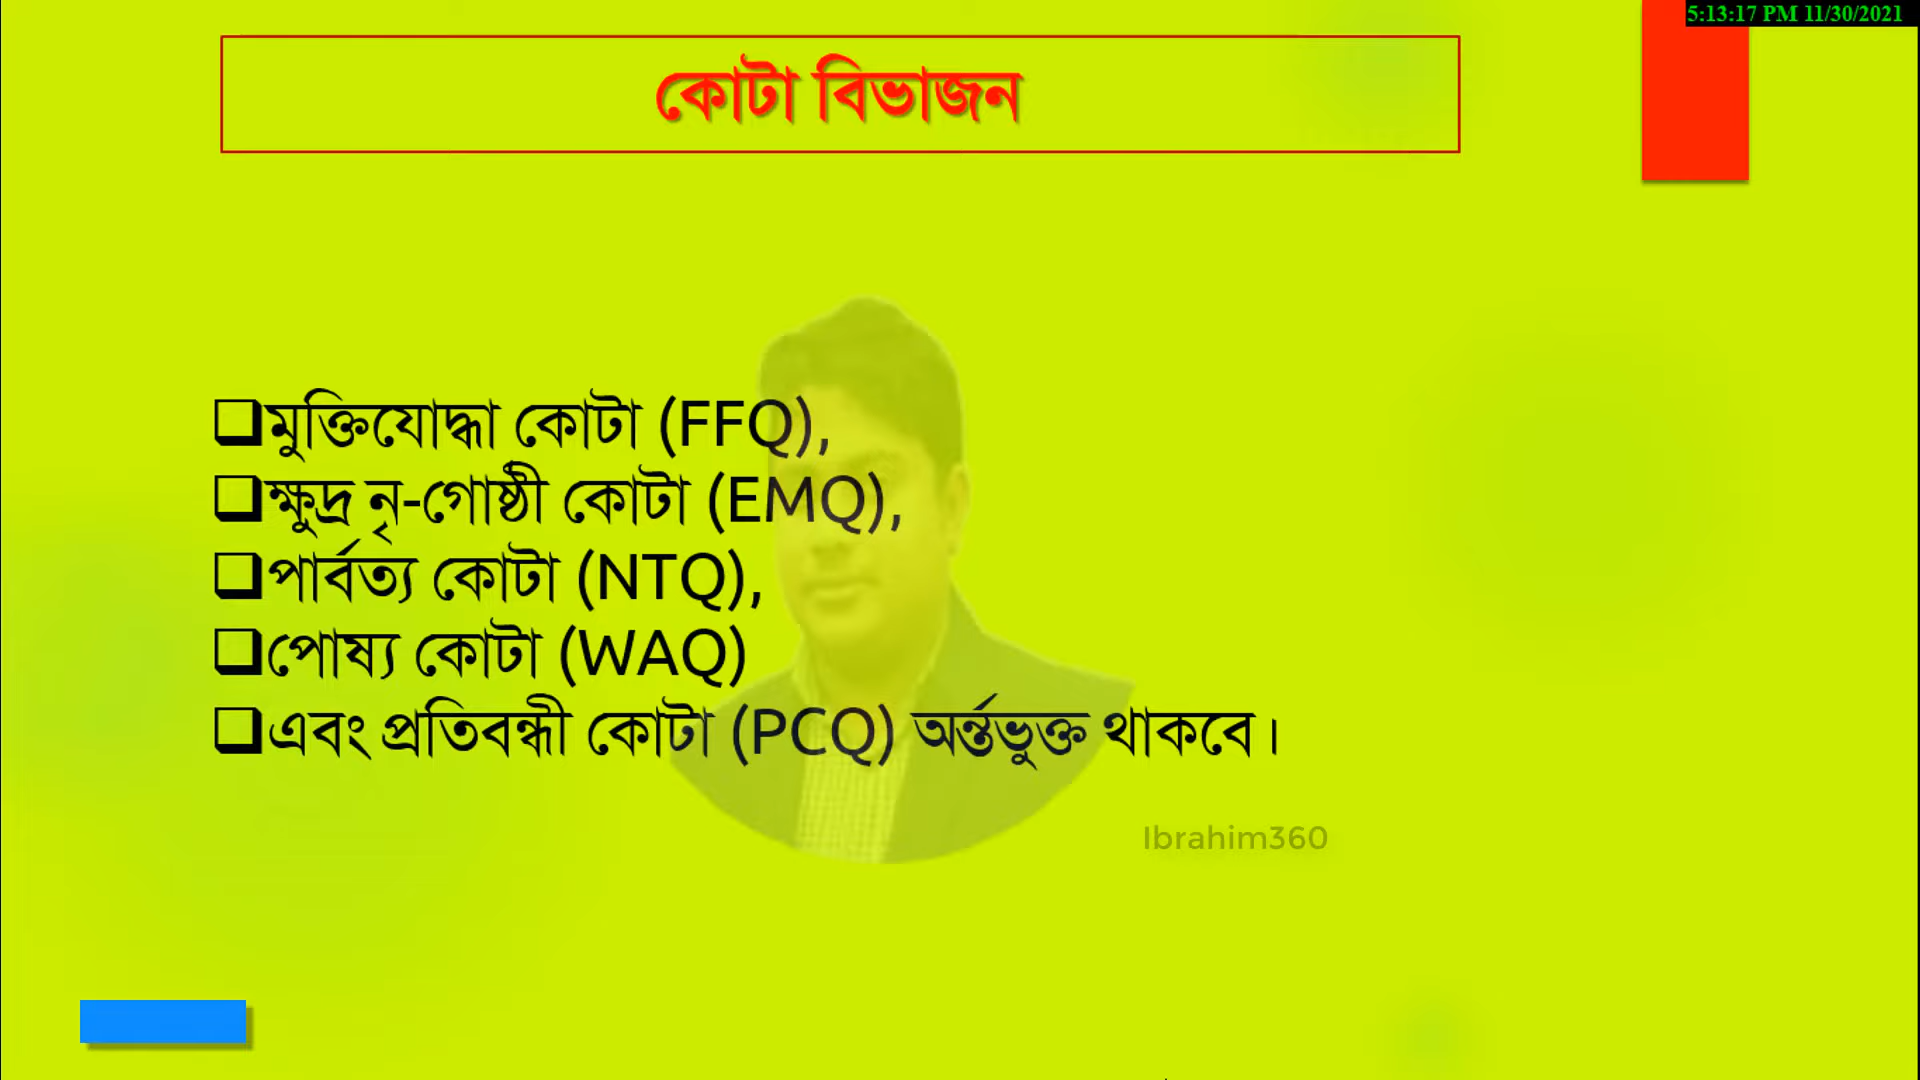 5:13:17 PM 11/30/2021
কোটা বিভাজন
মুক্তিযোদ্ধা কোটা (FFQ),
ক্ষুদ্র নৃ-গোষ্ঠী কোটা (EMQ),
পার্বত্য কোটা (NTQ),
পোষ্য কোটা (WAQ)
এবং প্রতিবন্ধী কোটা (PCQ) অর্ন্তভুক্ত থাকবে।
Ibrahim360